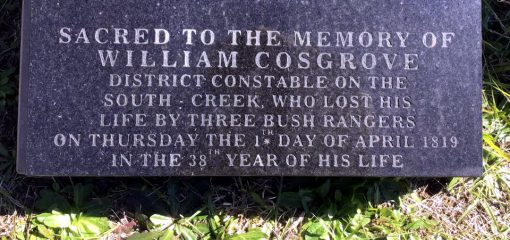 SACRED TO THE MEMORY OF
WILLIAM COSGROVE
DISTRICT CONSTABLE ON THE
SOUTH - CREEK, WHO LOST HIS
LIFE BY THREE BUSH RANGERS
ON THURSDAY THE 1TH DAY OF APRIL 1819
IN THE 38TH YEAR OF HIS LIFE